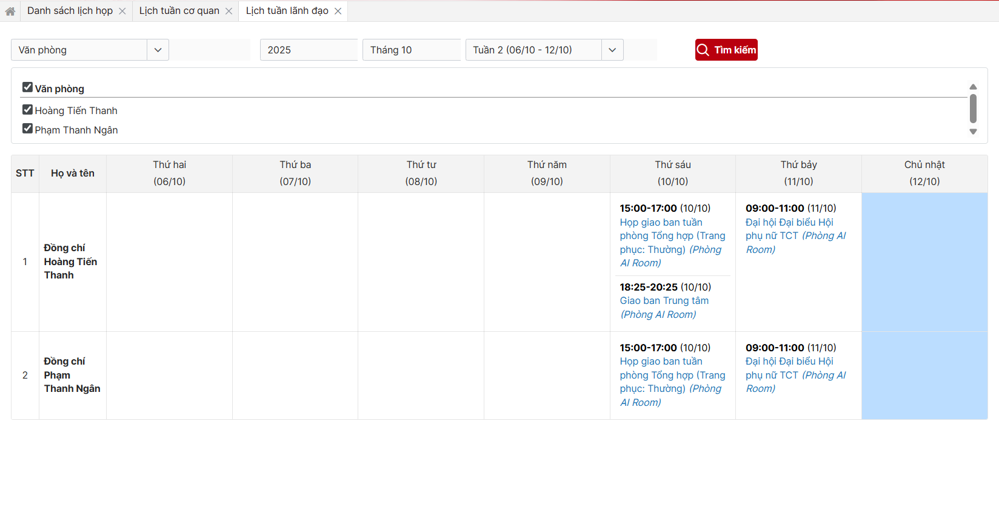 Danh sách lịch họp
Lịch tuần cơ quan
Lịch tuần lãnh đạo
Văn phòng
2025
Tháng 10
Tuần 2 (06/10 - 12/10)
Tìm kiếm
Văn phòng
Hoàng Tiến Thanh
Phạm Thanh Ngân
STT
Họ và tên
Thứ hai
(06/10)
Thứ ba
(07/10)
Thứ tư
(08/10)
Thứ năm
(09/10)
Thứ sáu
(10/10)
Thứ bảy
(11/10)
Chủ nhật
(12/10)
1
Đồng chí
Hoàng Tiến
Thanh
15:00-17:00 (10/10)
Họp giao ban tuần
phòng Tổng hợp (Trang
phục: Thường) (Phòng
AI Room)
18:25-20:25 (10/10)
Giao ban Trung tâm
(Phòng AI Room)
09:00-11:00 (11/10)
Đại hội Đại biểu Hội
phụ nữ TCT (Phòng AI
Room)
2
Đồng chí
Phạm
Thanh Ngân
15:00-17:00 (10/10)
Họp giao ban tuần
phòng Tổng hợp (Trang
phục: Thường) (Phòng
AI Room)
09:00-11:00 (11/10)
Đại hội Đại biểu Hội
phụ nữ TCT (Phòng AI
Room)